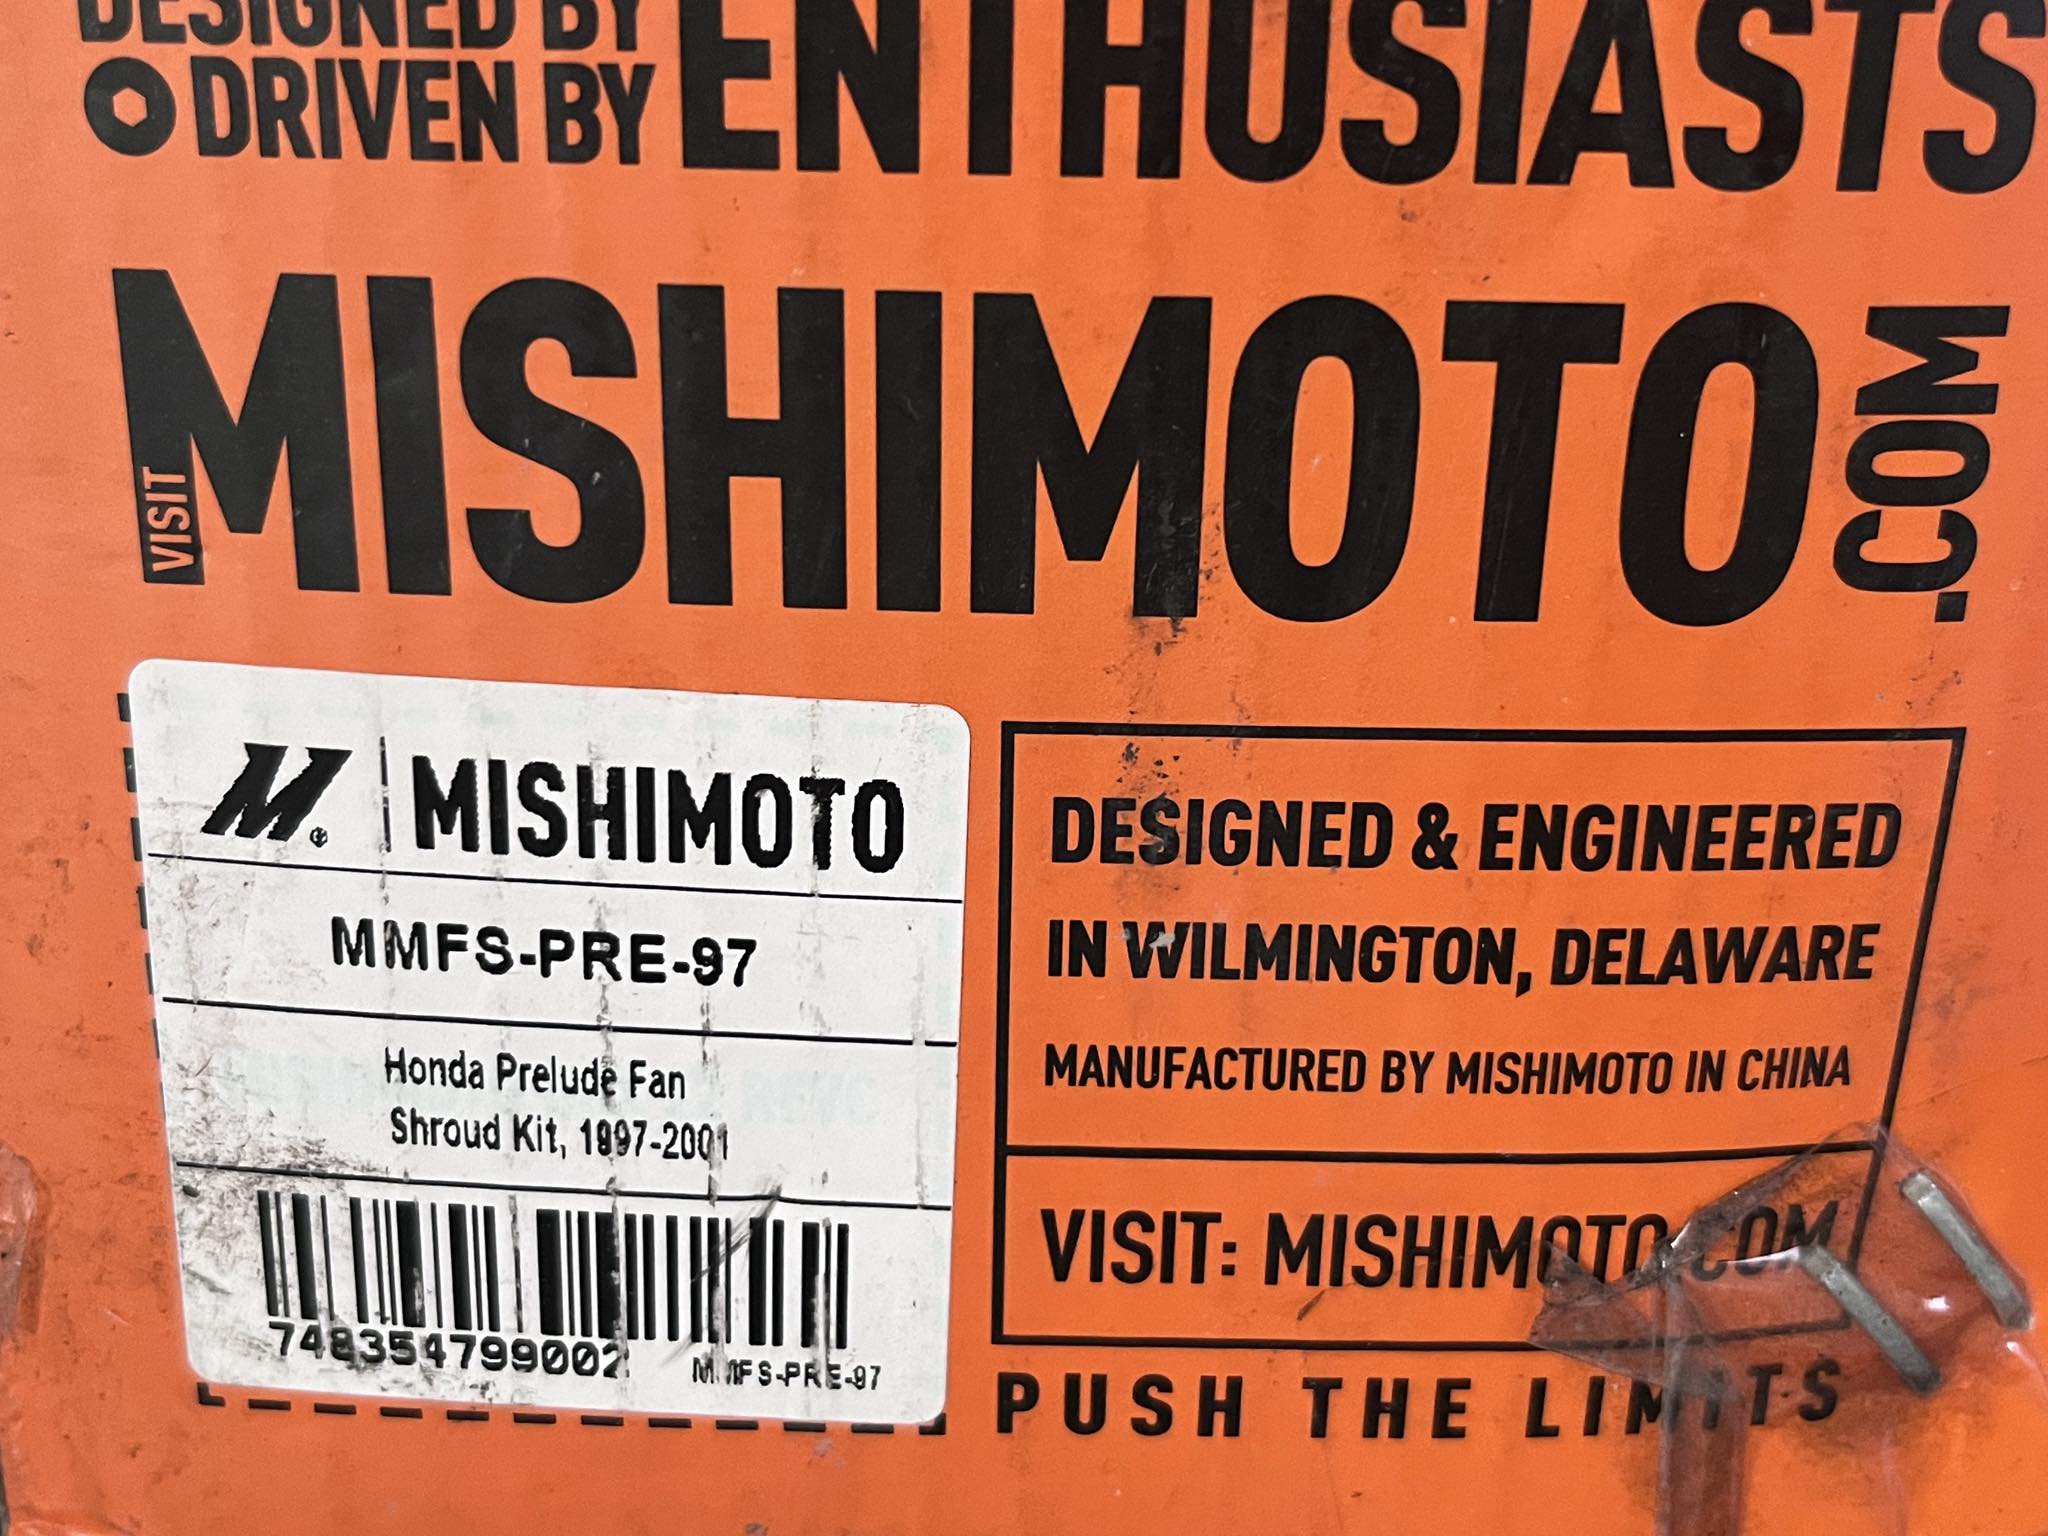 DESIGNED BY
DRIVEN BY ENTHUSIASTS
VISIT MISHIMOTO .COM
M. MISHIMOTO
MMFS-PRE-97
Honda Prelude Fan
Shroud Kit, 1997-2001
748354799002 MMFS-PRE-97
DESIGNED & ENGINEERED
IN WILMINGTON, DELAWARE
MANUFACTURED BY MISHIMOTO IN CHINA
VISIT: MISHIMOTO.COM
PUSH THE LIMITS